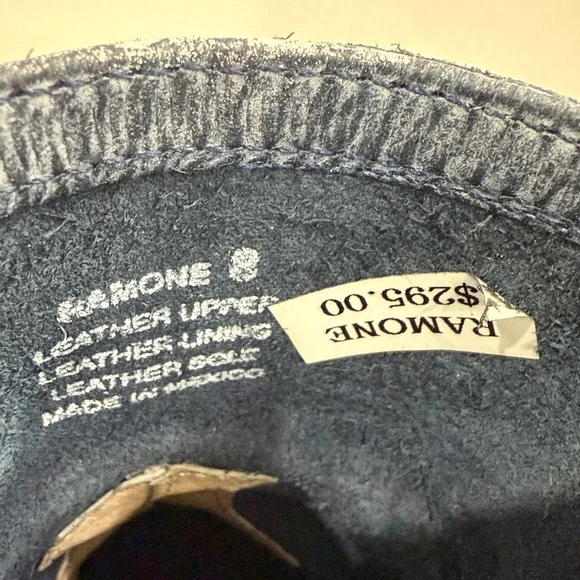 RAMONE 8
LEATHER UPPER
LEATHER LINING
LEATHER SOLE
MADE IN MEXICO
RAMONE
$295.00